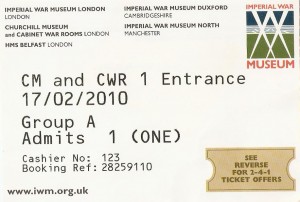 IMPERIAL WAR MUSEUM LONDON
LONDON
CHURCHILL MUSEUM
and CABINET WAR ROOMS LONDON
HMS BELFAST LONDON
IMPERIAL WAR MUSEUM DUXFORD
CAMBRIDGESHIRE
IMPERIAL WAR MUSEUM NORTH
MANCHESTER
IMPERIAL WAR
MUSEUM
CM and CWR 1 Entrance
17/02/2010
Group A
Admits 1 (ONE)
Cashier No: 123
Booking Ref: 28259110
www.iwm.org.uk
SEE
REVERSE
FOR 2-4-1
TICKET OFFERS